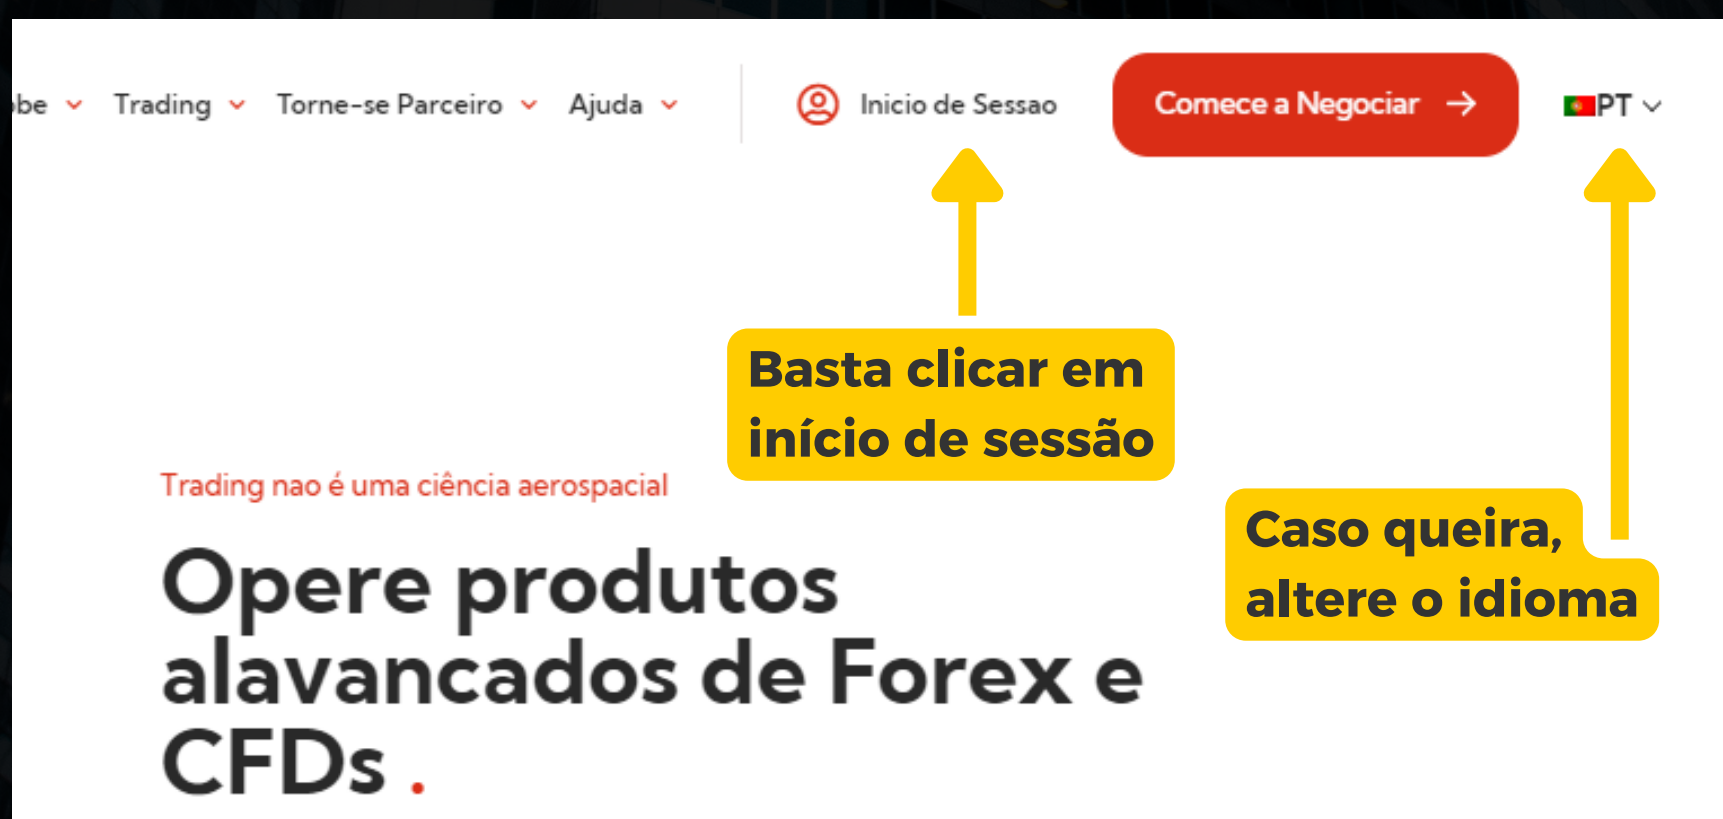 Trading
Torne-se Parceiro
Ajuda
Inicio de Sessao
Comece a Negociar
PT
Basta clicar em
início de sessão
Trading nao é uma ciência aerospacial
Caso queira,
altere o idioma
Opere produtos
alavancados de Forex e
CFDs .